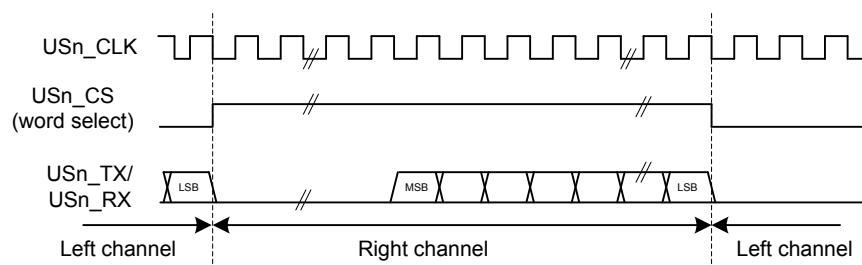 USn_CLK
USn_CS
(word select)
USn_TX/
USn_RX
LSB
MSB
LSB
Left channel
Right channel
Left channel